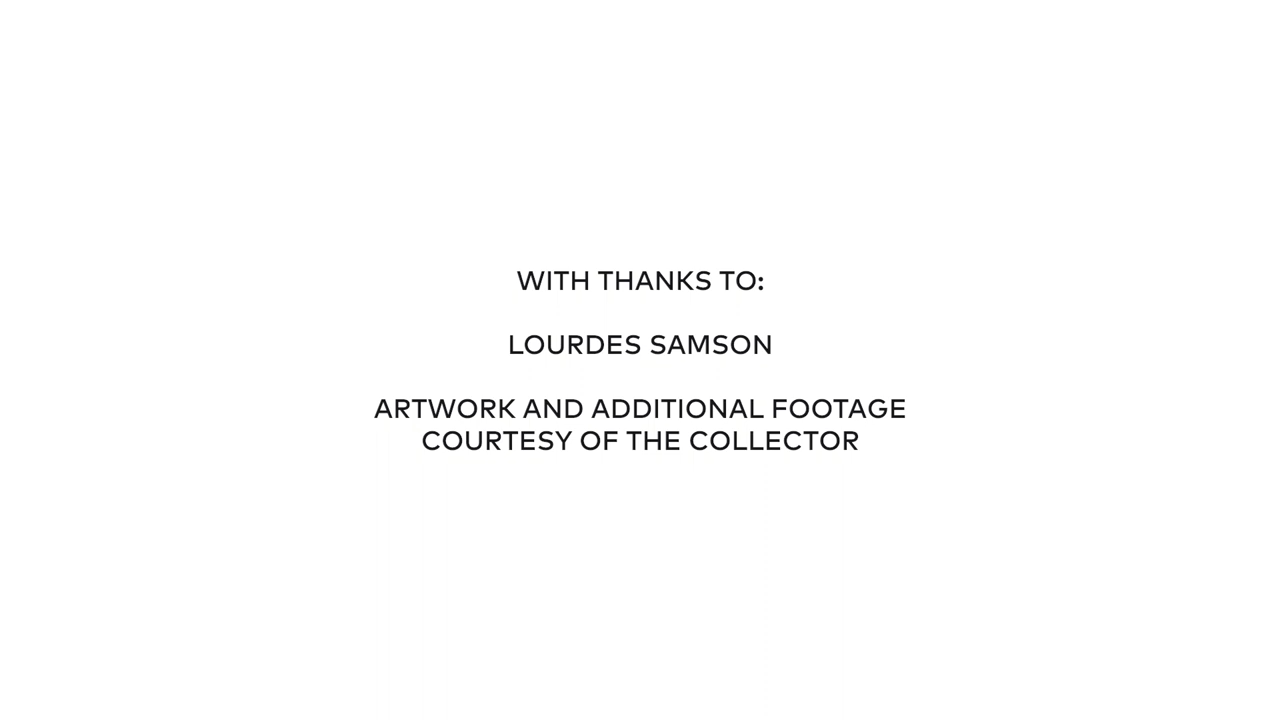 WITH THANKS TO:
LOURDES SAMSON
ARTWORK AND ADDITIONAL FOOTAGE
COURTESY OF THE COLLECTOR